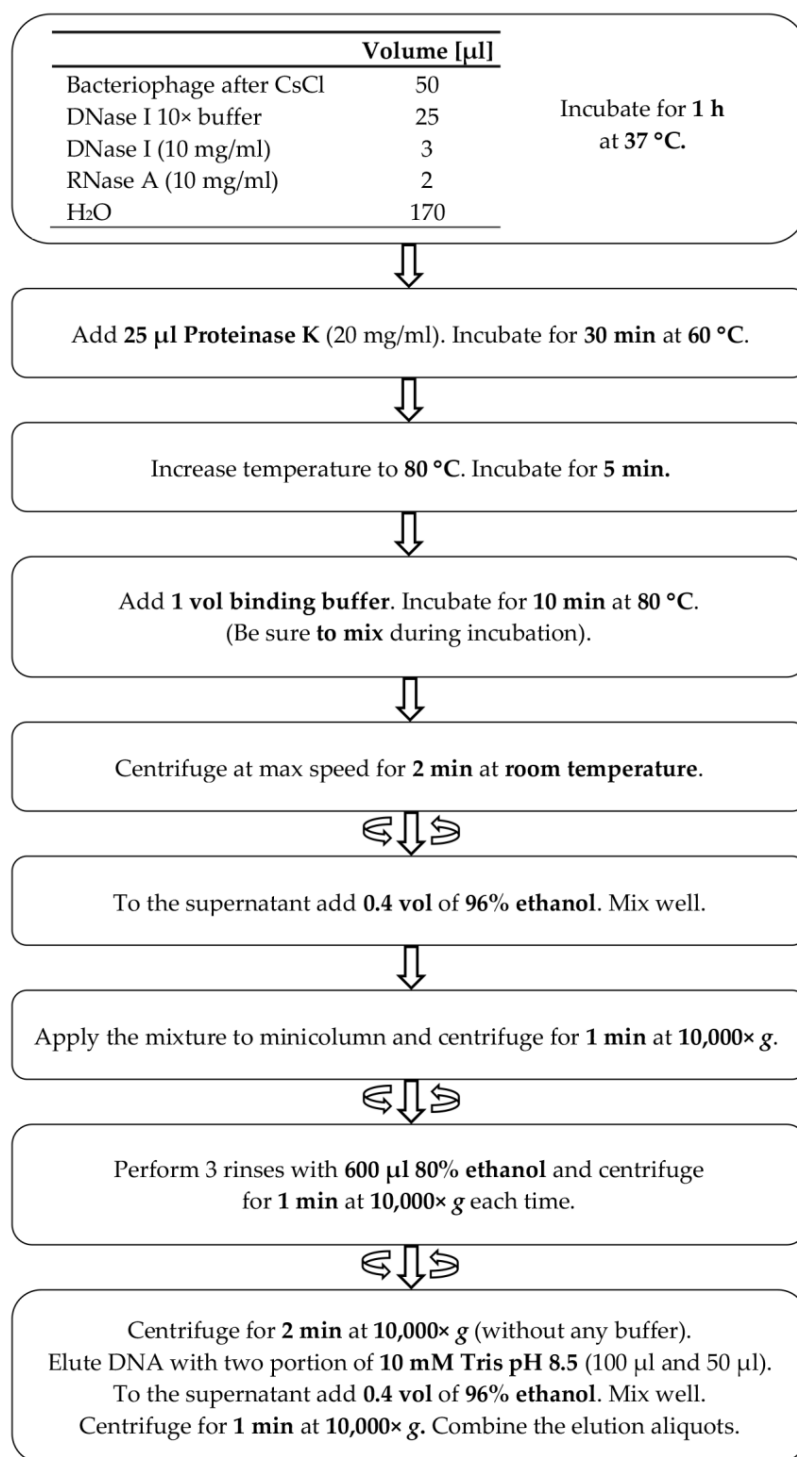 Volume [µl]
Bacteriophage after CsCl 50
DNase I 10× buffer 25
DNase I (10 mg/ml) 3
RNase A (10 mg/ml) 2
H₂O 170
Incubate for 1 h
at 37 °C.
Add 25 µl Proteinase K (20 mg/ml). Incubate for 30 min at 60 °C.
Increase temperature to 80 °C. Incubate for 5 min.
Add 1 vol binding buffer. Incubate for 10 min at 80 °C.
(Be sure to mix during incubation).
Centrifuge at max speed for 2 min at room temperature.
To the supernatant add 0.4 vol of 96% ethanol. Mix well.
Apply the mixture to minicolumn and centrifuge for 1 min at 10,000× g.
Perform 3 rinses with 600 µl 80% ethanol and centrifuge
for 1 min at 10,000× g each time.
Centrifuge for 2 min at 10,000× g (without any buffer).
Elute DNA with two portion of 10 mM Tris pH 8.5 (100 µl and 50 µl).
To the supernatant add 0.4 vol of 96% ethanol. Mix well.
Centrifuge for 1 min at 10,000× g. Combine the elution aliquots.